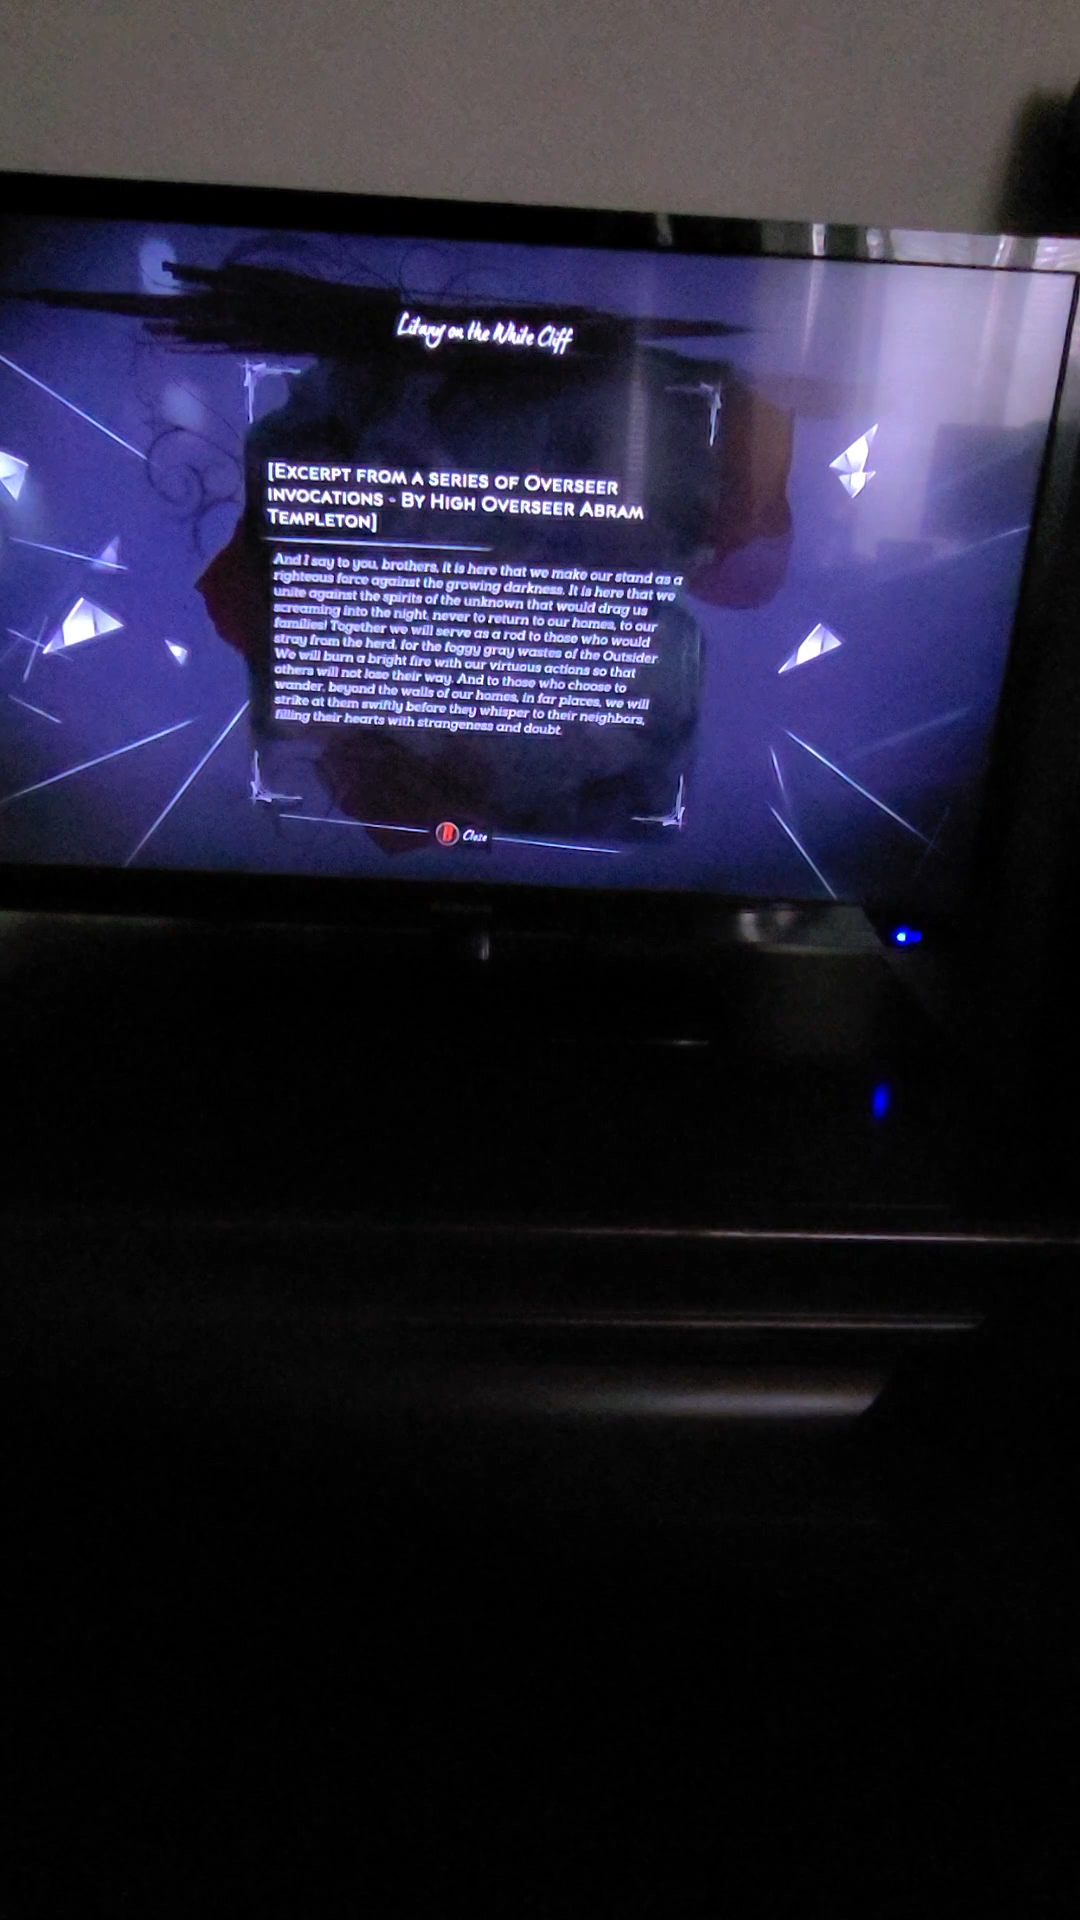 Litany on the White Cliff
[Excerpt from a series of Overseer
invocations - By High Overseer Abram
Templeton]
And I say to you, brothers, it is here that we make our stand as a
righteous force against the growing darkness. It is here that we
unite against the spirits of the unknown that would drag us
screaming into the night, never to return to our homes, to our
families! Together we will serve as a rod to those who would
stray from the herd, for the foggy gray wastes of the Outsider.
We will burn a bright fire with our virtuous actions so that
others will not lose their way. And to those who choose to
wander, beyond the walls of our homes, in far places, we will
strike at them swiftly before they whisper to their neighbors,
filling their hearts with strangeness and doubt.
B Close